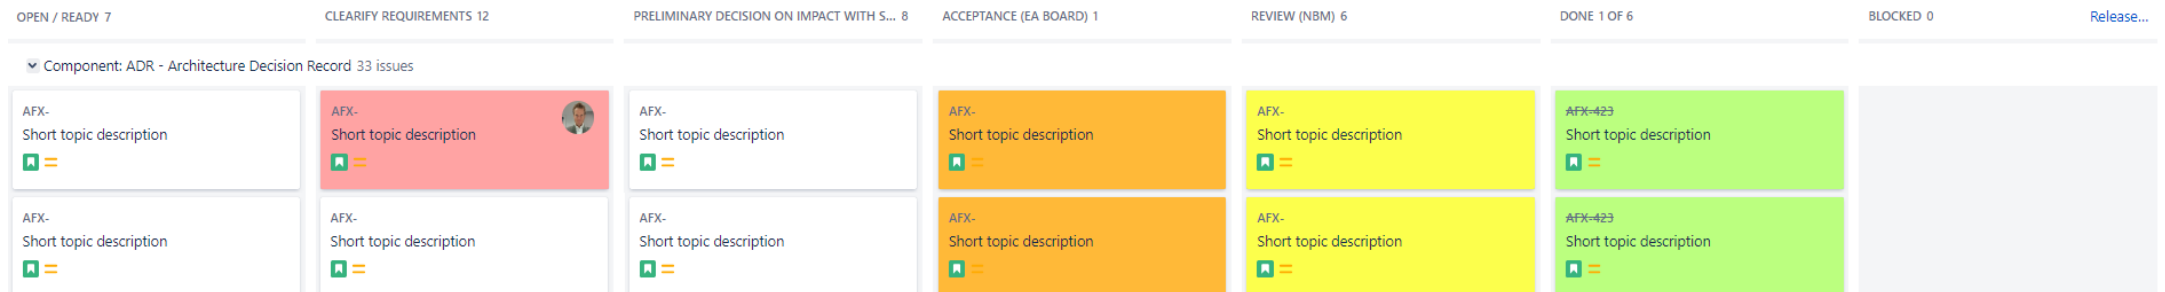 OPEN / READY 7
CLEARIFY REQUIREMENTS 12
PRELIMINARY DECISION ON IMPACT WITH S... 8
ACCEPTANCE (EA BOARD) 1
REVIEW (NBM) 6
DONE 1 OF 6
BLOCKED 0
Release...
Component: ADR - Architecture Decision Record 33 issues
AFX-
Short topic description
AFX-
Short topic description
AFX-
Short topic description
AFX-
Short topic description
AFX-
Short topic description
AFX-423
Short topic description
AFX-
Short topic description
AFX-
Short topic description
AFX-
Short topic description
AFX-
Short topic description
AFX-
Short topic description
AFX-423
Short topic description